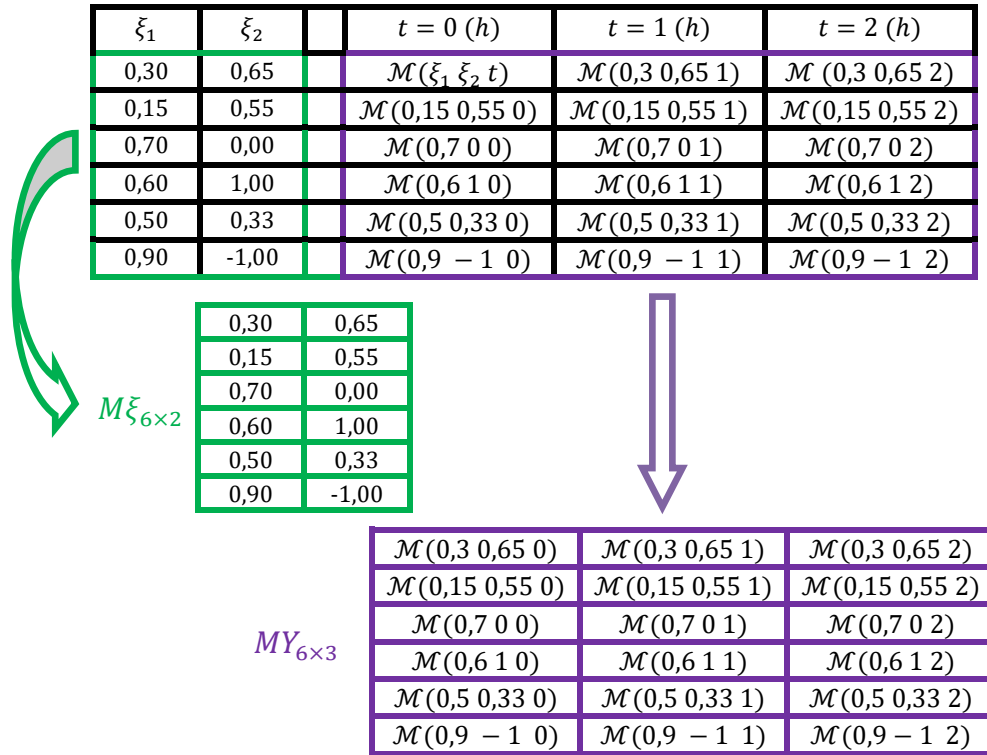 ξ₁ ξ₂ t = 0 (h) t = 1 (h) t = 2 (h)
0,30 0,65 ℳ(ξ₁ ξ₂ t) ℳ(0,3 0,65 1) ℳ (0,3 0,65 2)
0,15 0,55 ℳ(0,15 0,55 0) ℳ(0,15 0,55 1) ℳ(0,15 0,55 2)
0,70 0,00 ℳ(0,7 0 0) ℳ(0,7 0 1) ℳ(0,7 0 2)
0,60 1,00 ℳ(0,6 1 0) ℳ(0,6 1 1) ℳ(0,6 1 2)
0,50 0,33 ℳ(0,5 0,33 0) ℳ(0,5 0,33 1) ℳ(0,5 0,33 2)
0,90 -1,00 ℳ(0,9 − 1 0) ℳ(0,9 − 1 1) ℳ(0,9 − 1 2)
0,30 0,65
0,15 0,55
0,70 0,00
Mξ₆ₓ₂
0,60 1,00
0,50 0,33
0,90 -1,00
ℳ(0,3 0,65 0) ℳ(0,3 0,65 1) ℳ(0,3 0,65 2)
ℳ(0,15 0,55 0) ℳ(0,15 0,55 1) ℳ(0,15 0,55 2)
ℳ(0,7 0 0) ℳ(0,7 0 1) ℳ(0,7 0 2)
MY₆ₓ₃
ℳ(0,6 1 0) ℳ(0,6 1 1) ℳ(0,6 1 2)
ℳ(0,5 0,33 0) ℳ(0,5 0,33 1) ℳ(0,5 0,33 2)
ℳ(0,9 − 1 0) ℳ(0,9 − 1 1) ℳ(0,9 − 1 2)